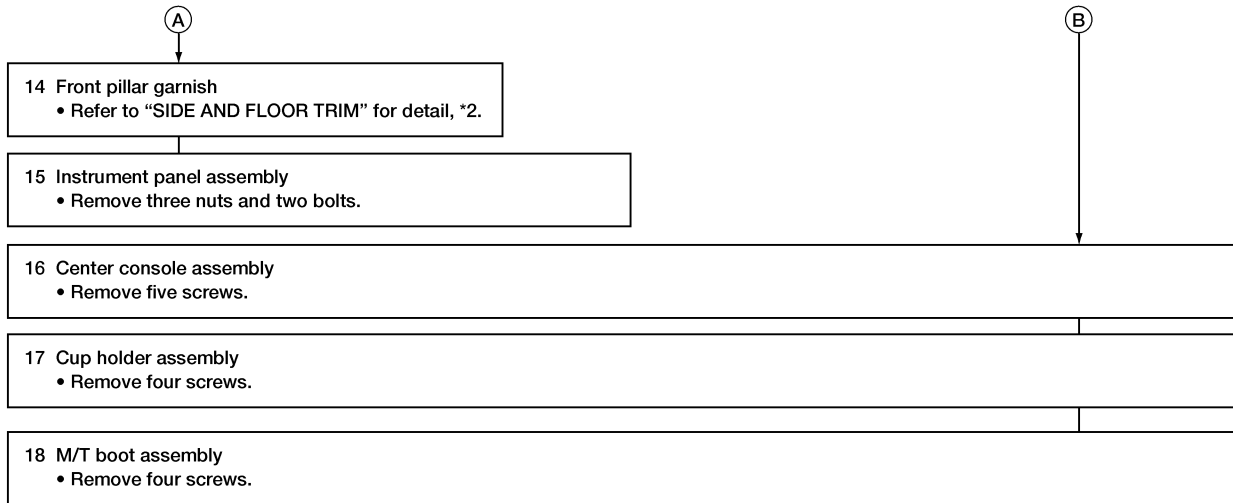 A B
14 Front pillar garnish
• Refer to “SIDE AND FLOOR TRIM” for detail, *2.
15 Instrument panel assembly
• Remove three nuts and two bolts.
16 Center console assembly
• Remove five screws.
17 Cup holder assembly
• Remove four screws.
18 M/T boot assembly
• Remove four screws.